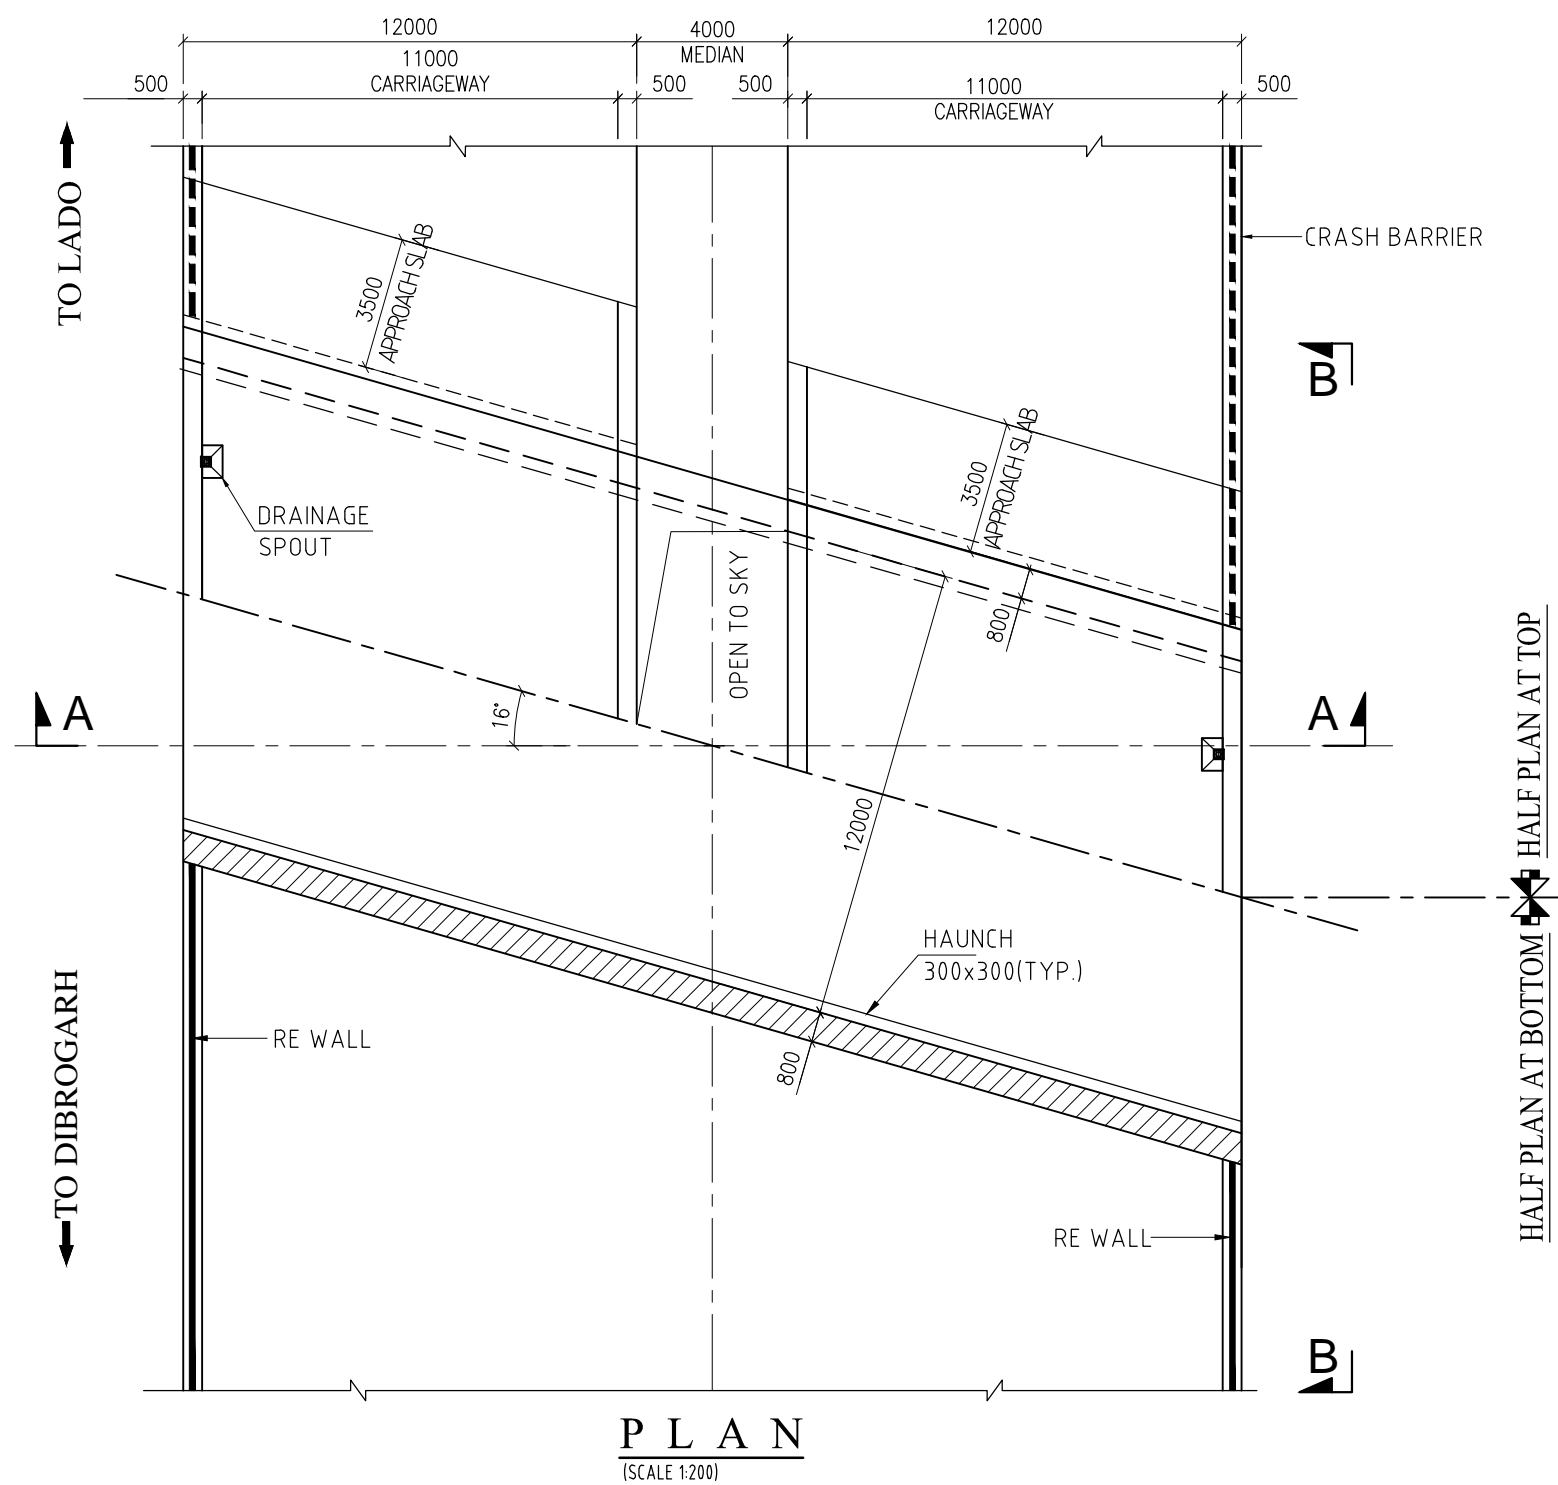 12000
4000
12000
MEDIAN
11000
CARRIAGEWAY
500
500
500
11000
500
CARRIAGEWAY
TO LADO
3500
APPROACH SLAB
CRASH BARRIER
B
3500
APPROACH SLAB
DRAINAGE
SPOUT
OPEN TO SKY
800
16°
A
A
HALF PLAN AT TOP
12000
HAUNCH
300x300(TYP.)
HALF PLAN AT BOTTOM
TO DIBROGARH
RE WALL
800
RE WALL
B
PLAN
(SCALE 1:200)